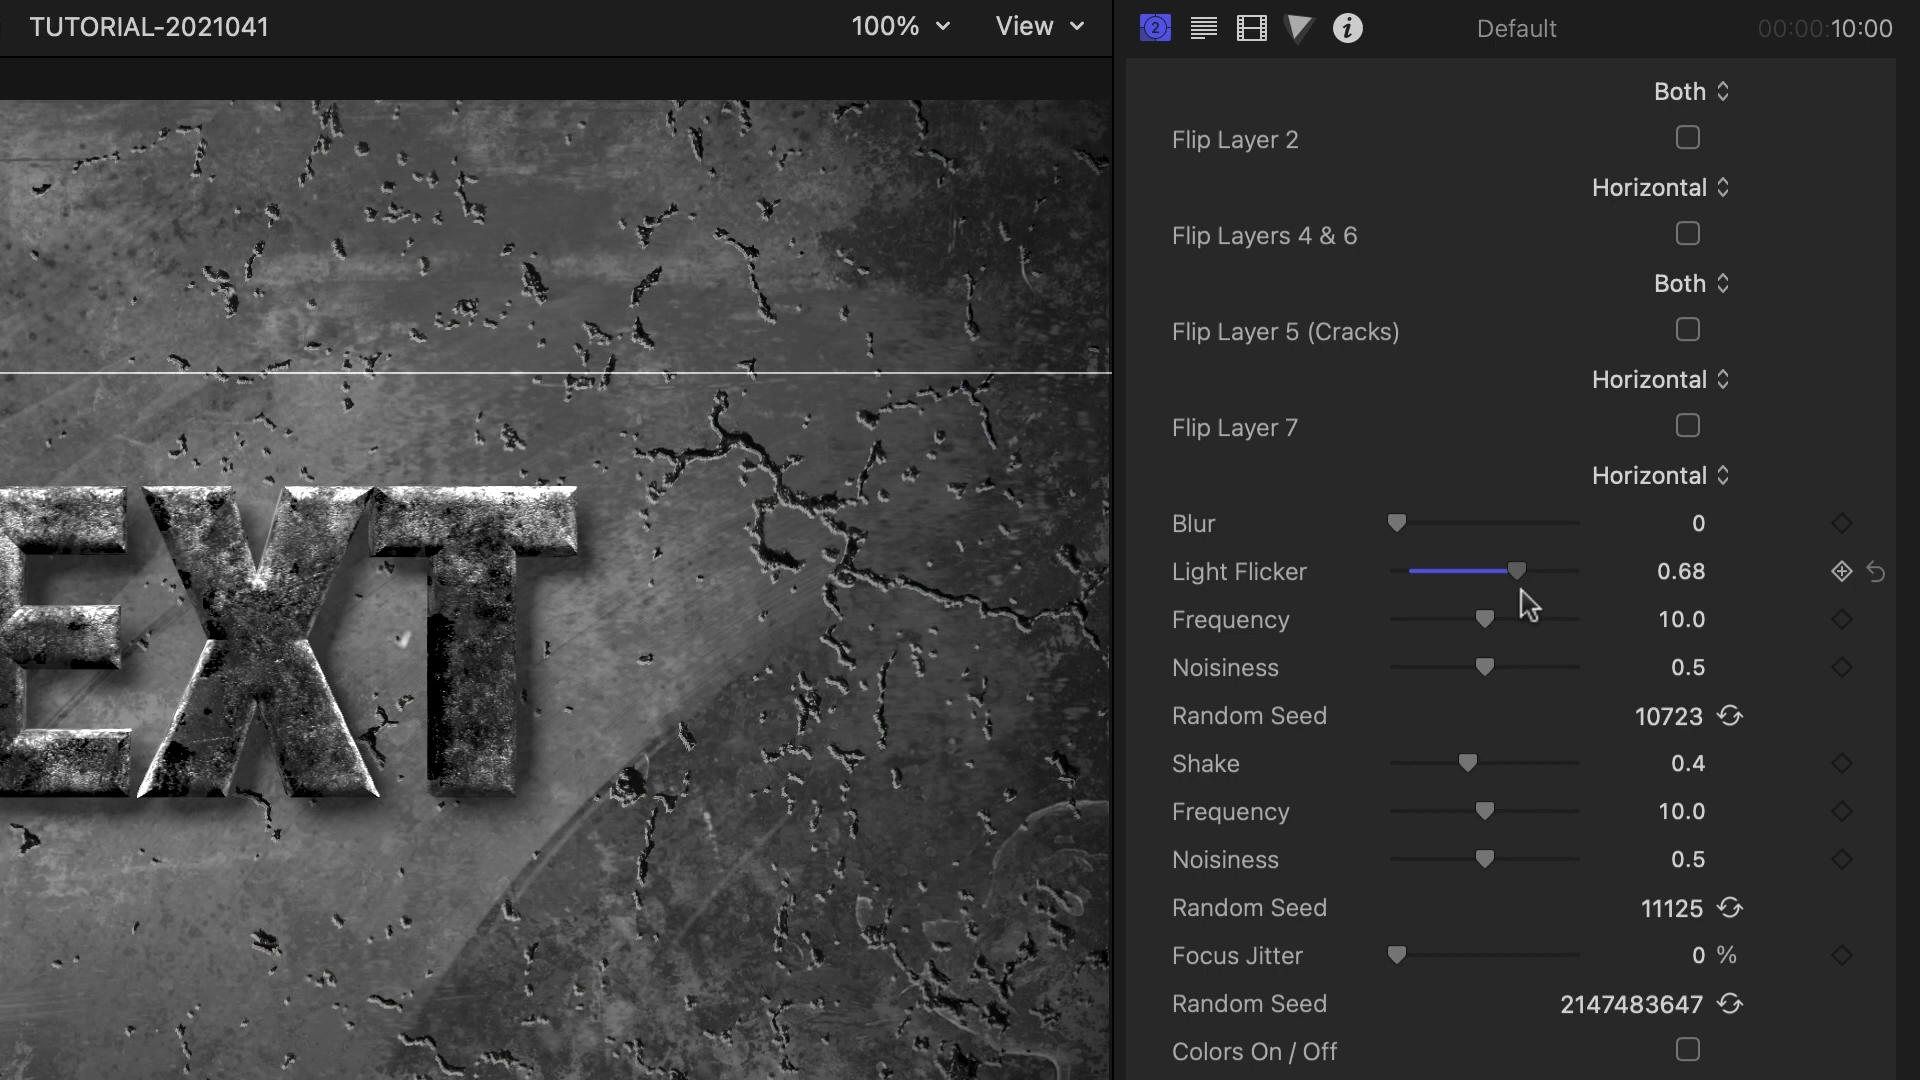 TUTORIAL-2021041
100%
View
2
i
Default
00:00:10:00
Both
Flip Layer 2
Horizontal
Flip Layers 4 & 6
Both
Flip Layer 5 (Cracks)
Horizontal
Flip Layer 7
Horizontal
Blur 0
Light Flicker 0.68
Frequency 10.0
Noisiness 0.5
Random Seed 10723
Shake 0.4
Frequency 10.0
Noisiness 0.5
Random Seed 11125
Focus Jitter 0 %
Random Seed 2147483647
Colors On / Off
EXT